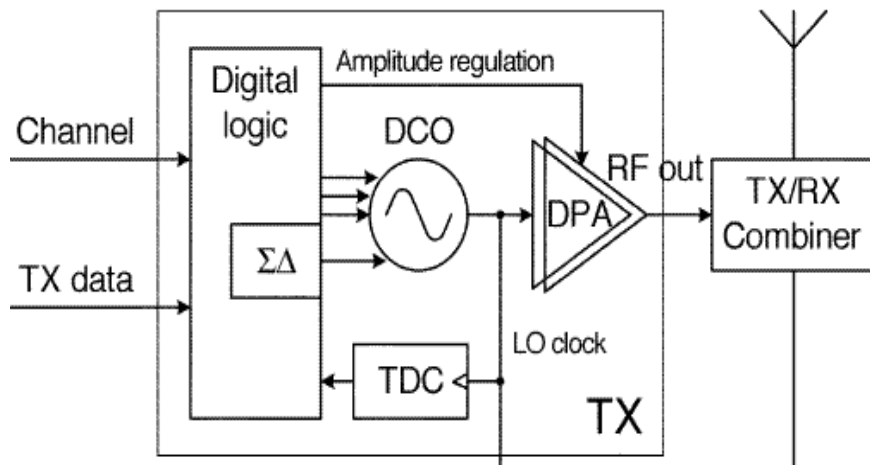 Amplitude regulation
Digital
logic
DCO
Channel
RF out
DPA
TX/RX
Combiner
ΣΔ
TX data
LO clock
TDC
TX